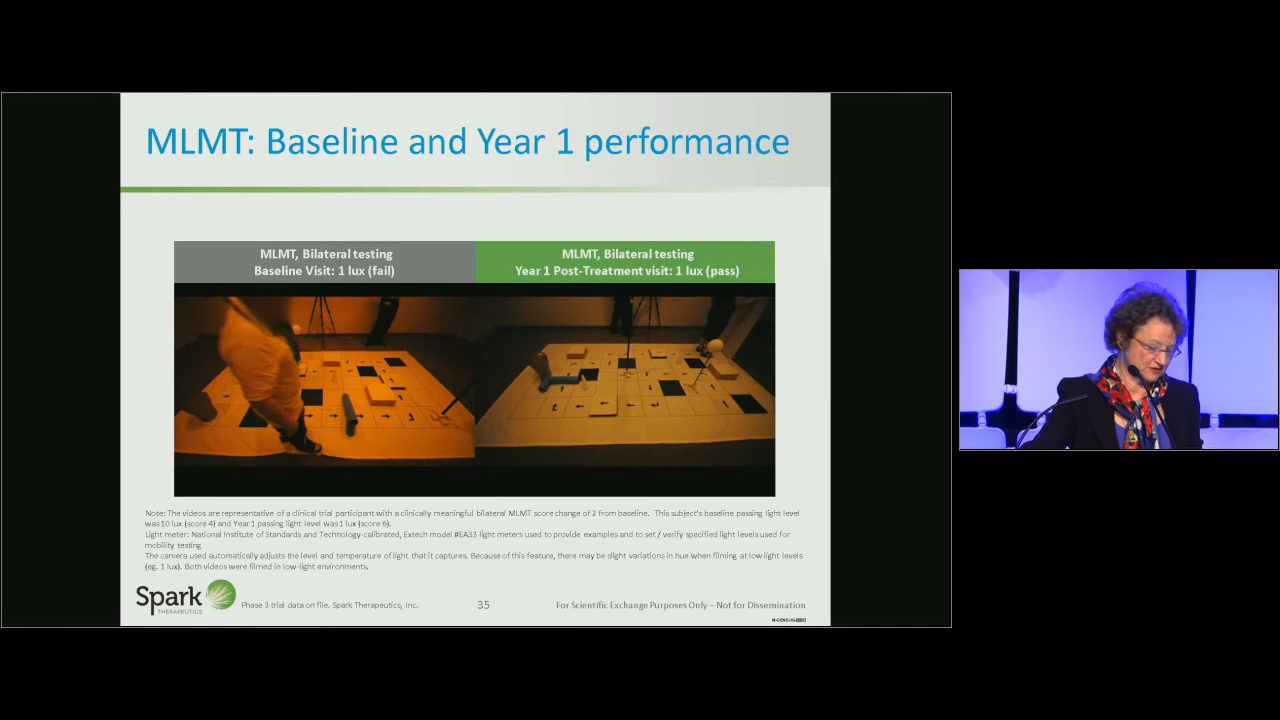 MLMT: Baseline and Year 1 performance
MLMT, Bilateral testing
Baseline Visit: 1 lux (fail)
MLMT, Bilateral testing
Year 1 Post-Treatment visit: 1 lux (pass)
Note: The videos are representative of a clinical trial participant with a clinically meaningful bilateral MLMT score change of 2 from baseline. This subject's baseline passing light level
was 10 lux (score 4) and Year 1 passing light level was 1 lux (score 6).
Light meter: National Institute of Standards and Technology-calibrated, Extech model #EA33 light meters used to provide examples and to set / verify specified light levels used for
mobility testing
The camera used automatically adjusts the level and temperature of light that it captures. Because of this feature, there may be slight variations in hue when filming at low light levels
(eg. 1 lux). Both videos were filmed in low-light environments.
Spark
THERAPEUTICS
Phase 3 trial data on file. Spark Therapeutics, Inc.
35
For Scientific Exchange Purposes Only – Not for Dissemination